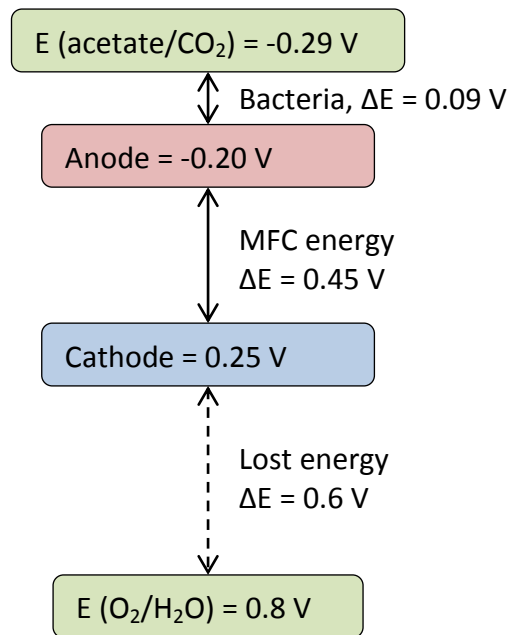 E (acetate/CO₂) = -0.29 V
Bacteria, ΔE = 0.09 V
Anode = -0.20 V
MFC energy
ΔE = 0.45 V
Cathode = 0.25 V
Lost energy
ΔE = 0.6 V
E (O₂/H₂O) = 0.8 V